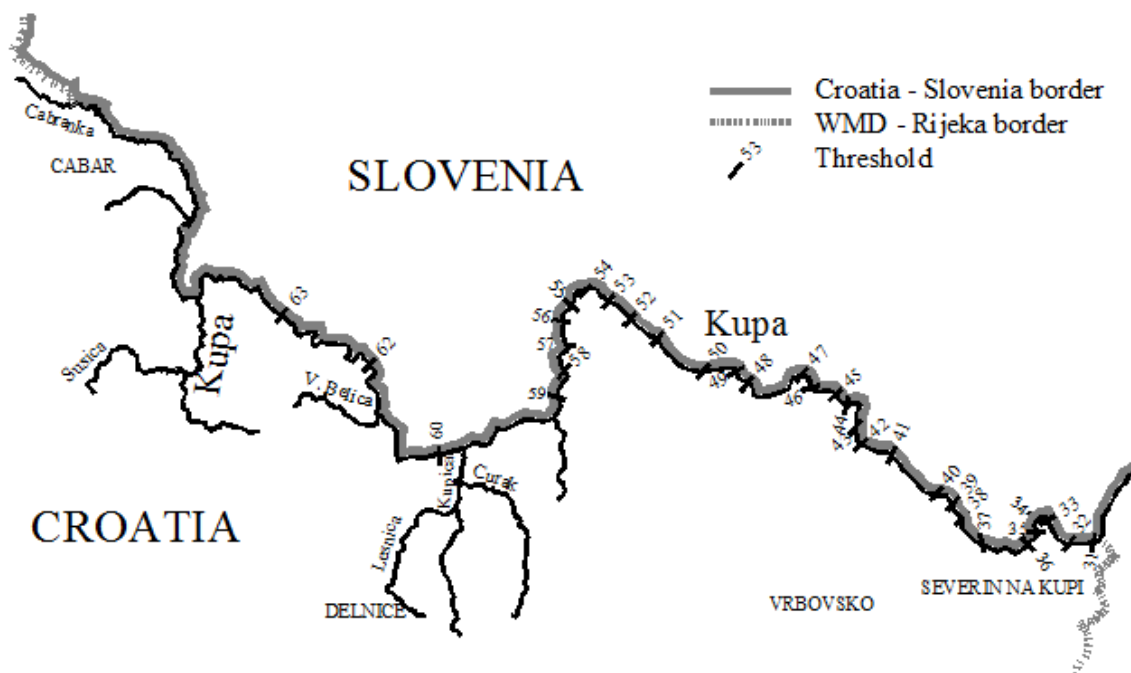 Croatia - Slovenia border
WMD - Rijeka border
53
Threshold
Cabranka
CABAR
SLOVENIA
Kupa
Susica
63
62
V. Belica
60
Kupica
Curak
Lesnica
DELNICE
CROATIA
59
58
57
56
55
54
53
52
51
Kupa
50
49
48
47
46
45
44
43
42
41
40
39
38
37
36
35
34
33
32
31
SEVERIN NA KUPI
VRBOVSKO